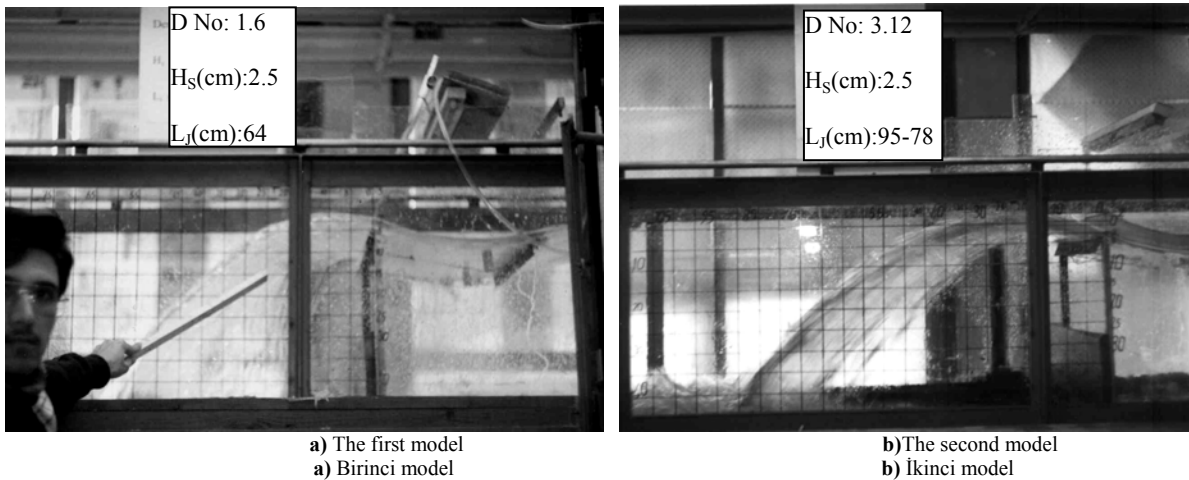 D No: 1.6
HS(cm):2.5
LJ(cm):64
D No: 3.12
HS(cm):2.5
LJ(cm):95-78
a) The first model
a) Birinci model
b)The second model
b) İkinci model